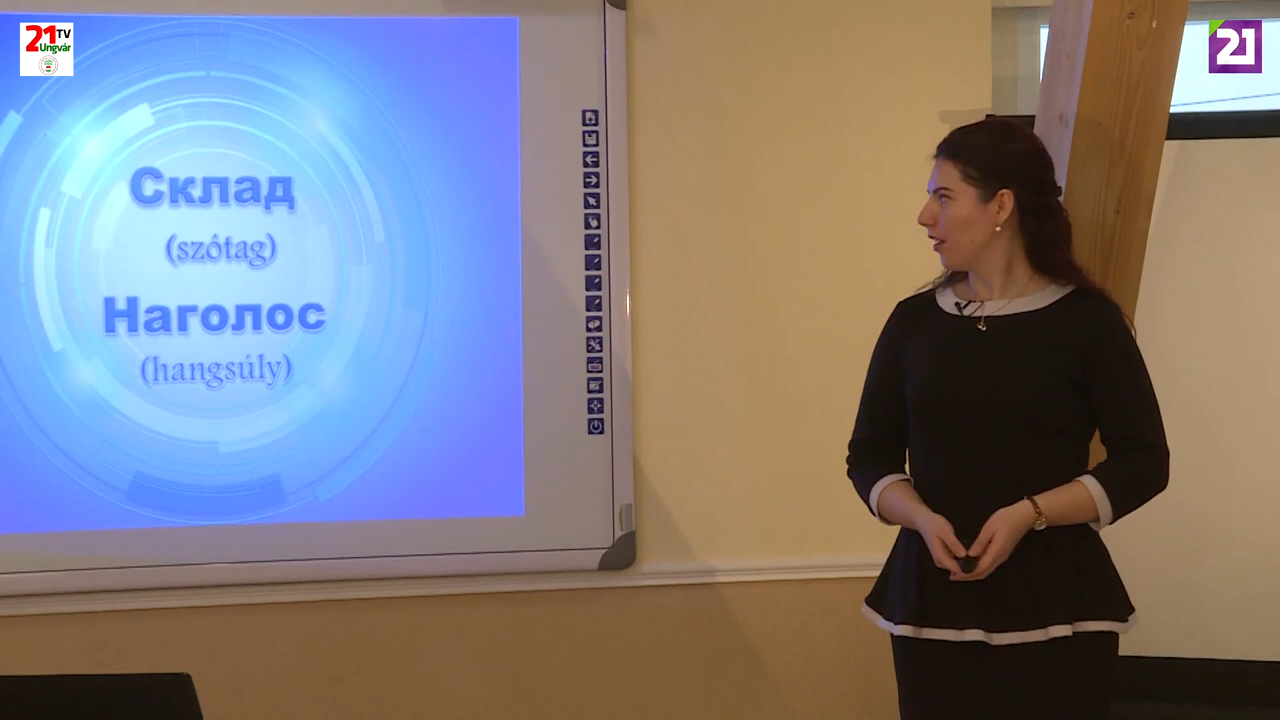 21 TV
Ungvár
21
Склад
(szótag)
Наголос
(hangsúly)